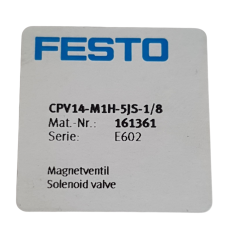 FESTO
CPV14-M1H-5JS-1/8
Mat.-Nr.: 161361
Serie: E602
Magnetventil
Solenoid valve